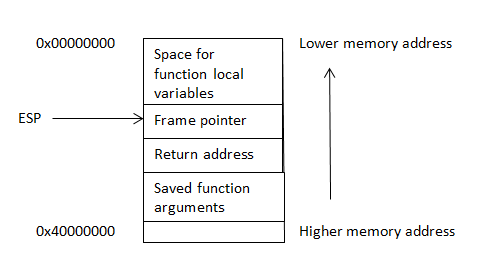 0x00000000
Lower memory address
Space for
function local
variables
ESP
Frame pointer
Return address
Saved function
arguments
0x40000000
Higher memory address